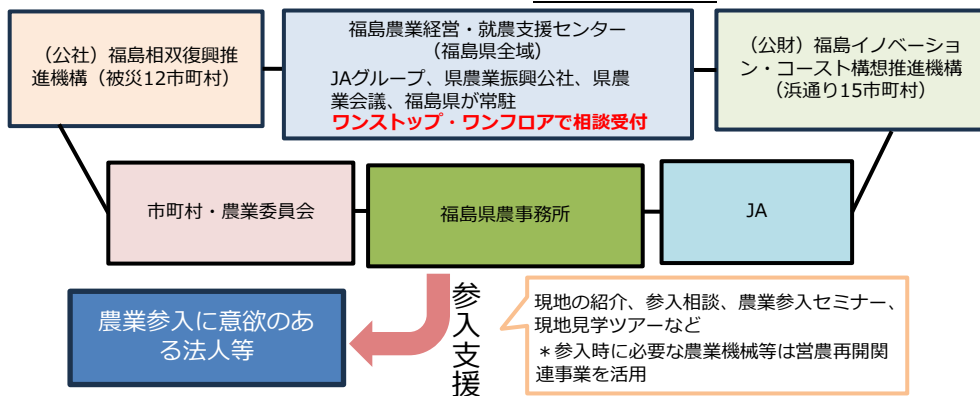 （公社）福島相双復興推
進機構（被災12市町村）
福島農業経営・就農支援センター
（福島県全域）
JAグループ、県農業振興公社、県農
業会議、福島県が常駐
ワンストップ・ワンフロアで相談受付
（公財）福島イノベーショ
ン・コースト構想推進機構
（浜通り15市町村）
市町村・農業委員会
福島県農事務所
JA
農業参入に意欲のあ
る法人等
参入支援
現地の紹介、参入相談、農業参入セミナー、
現地見学ツアーなど
＊参入時に必要な農業機械等は営農再開関
連事業を活用